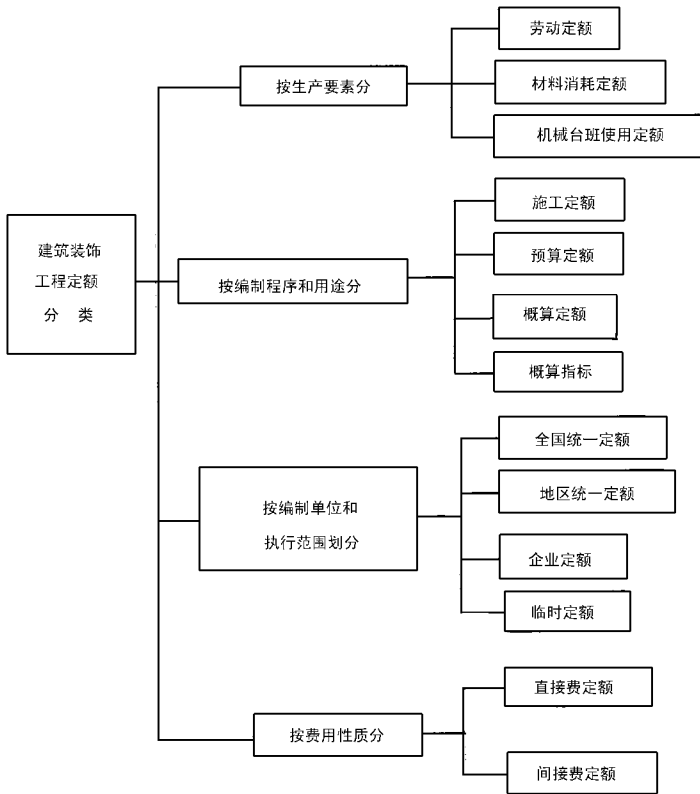 建筑装饰
工程定额
分 类
按生产要素分
劳动定额
材料消耗定额
机械台班使用定额
按编制程序和用途分
施工定额
预算定额
概算定额
概算指标
按编制单位和
执行范围划分
全国统一定额
地区统一定额
企业定额
临时定额
按费用性质分
直接费定额
间接费定额